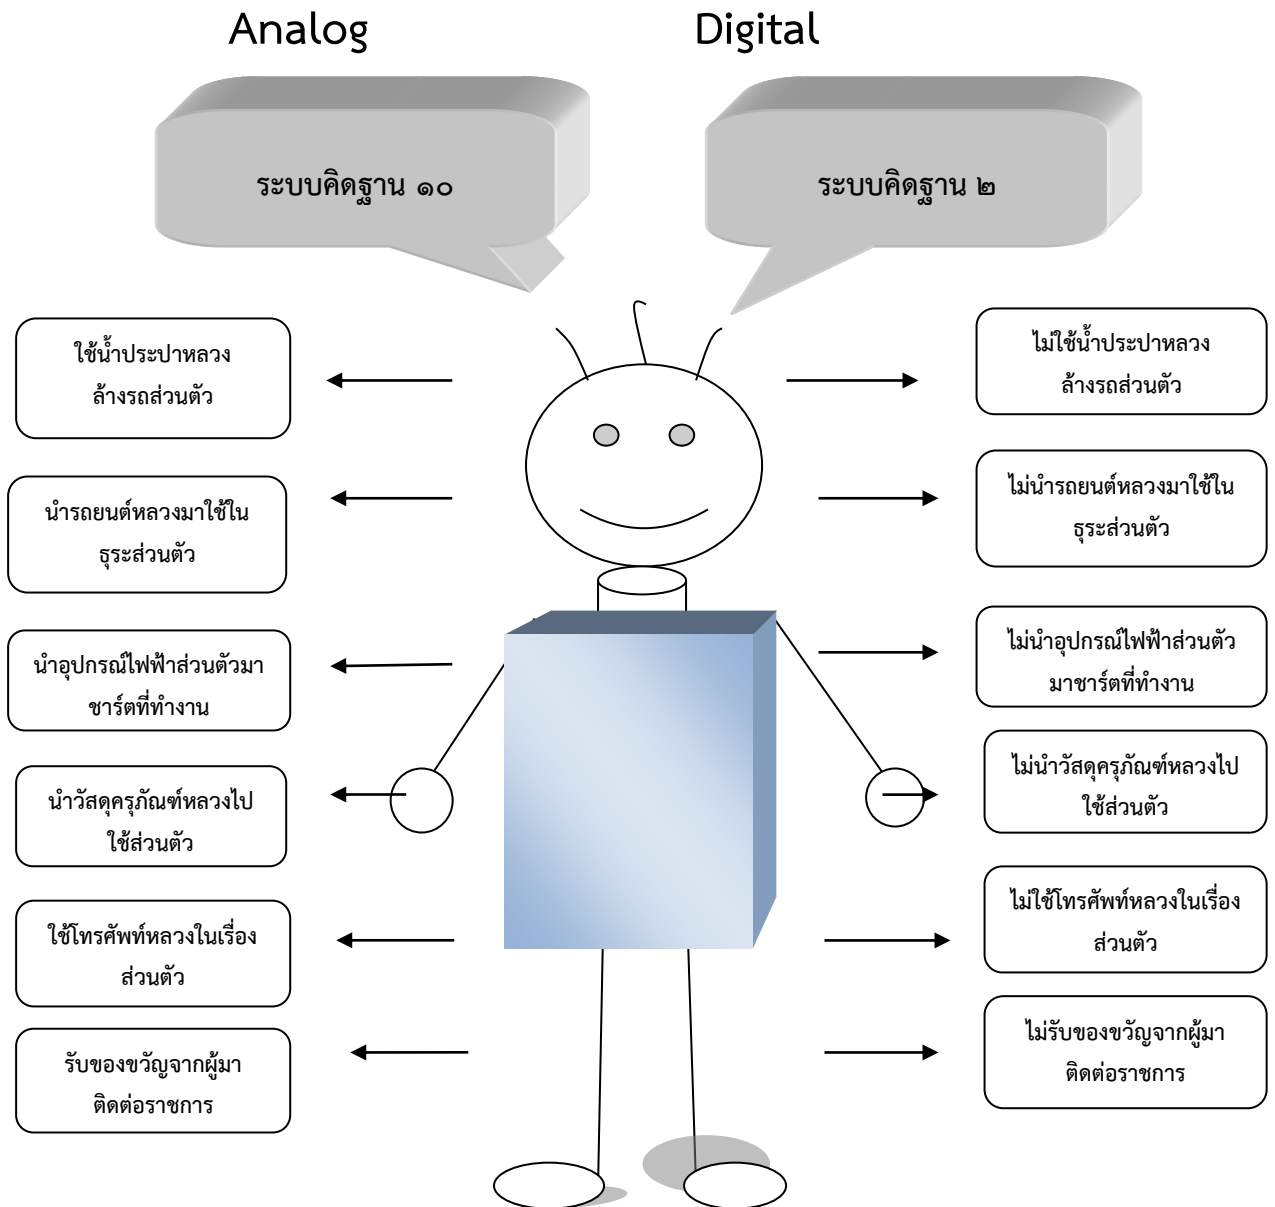 Analog
Digital
ระบบคิดฐาน ๑๐
ระบบคิดฐาน ๒
ใช้น้ำประปาหลวง
ล้างรถส่วนตัว
ไม่ใช้น้ำประปาหลวง
ล้างรถส่วนตัว
นำรถยนต์หลวงมาใช้ใน
ธุระส่วนตัว
ไม่นำรถยนต์หลวงมาใช้ใน
ธุระส่วนตัว
นำอุปกรณ์ไฟฟ้าส่วนตัวมา
ชาร์ตที่ทำงาน
ไม่นำอุปกรณ์ไฟฟ้าส่วนตัว
มาชาร์ตที่ทำงาน
นำวัสดุครุภัณฑ์หลวงไป
ใช้ส่วนตัว
ไม่นำวัสดุครุภัณฑ์หลวงไป
ใช้ส่วนตัว
ใช้โทรศัพท์หลวงในเรื่อง
ส่วนตัว
ไม่ใช้โทรศัพท์หลวงในเรื่อง
ส่วนตัว
รับของขวัญจากผู้มา
ติดต่อราชการ
ไม่รับของขวัญจากผู้มา
ติดต่อราชการ